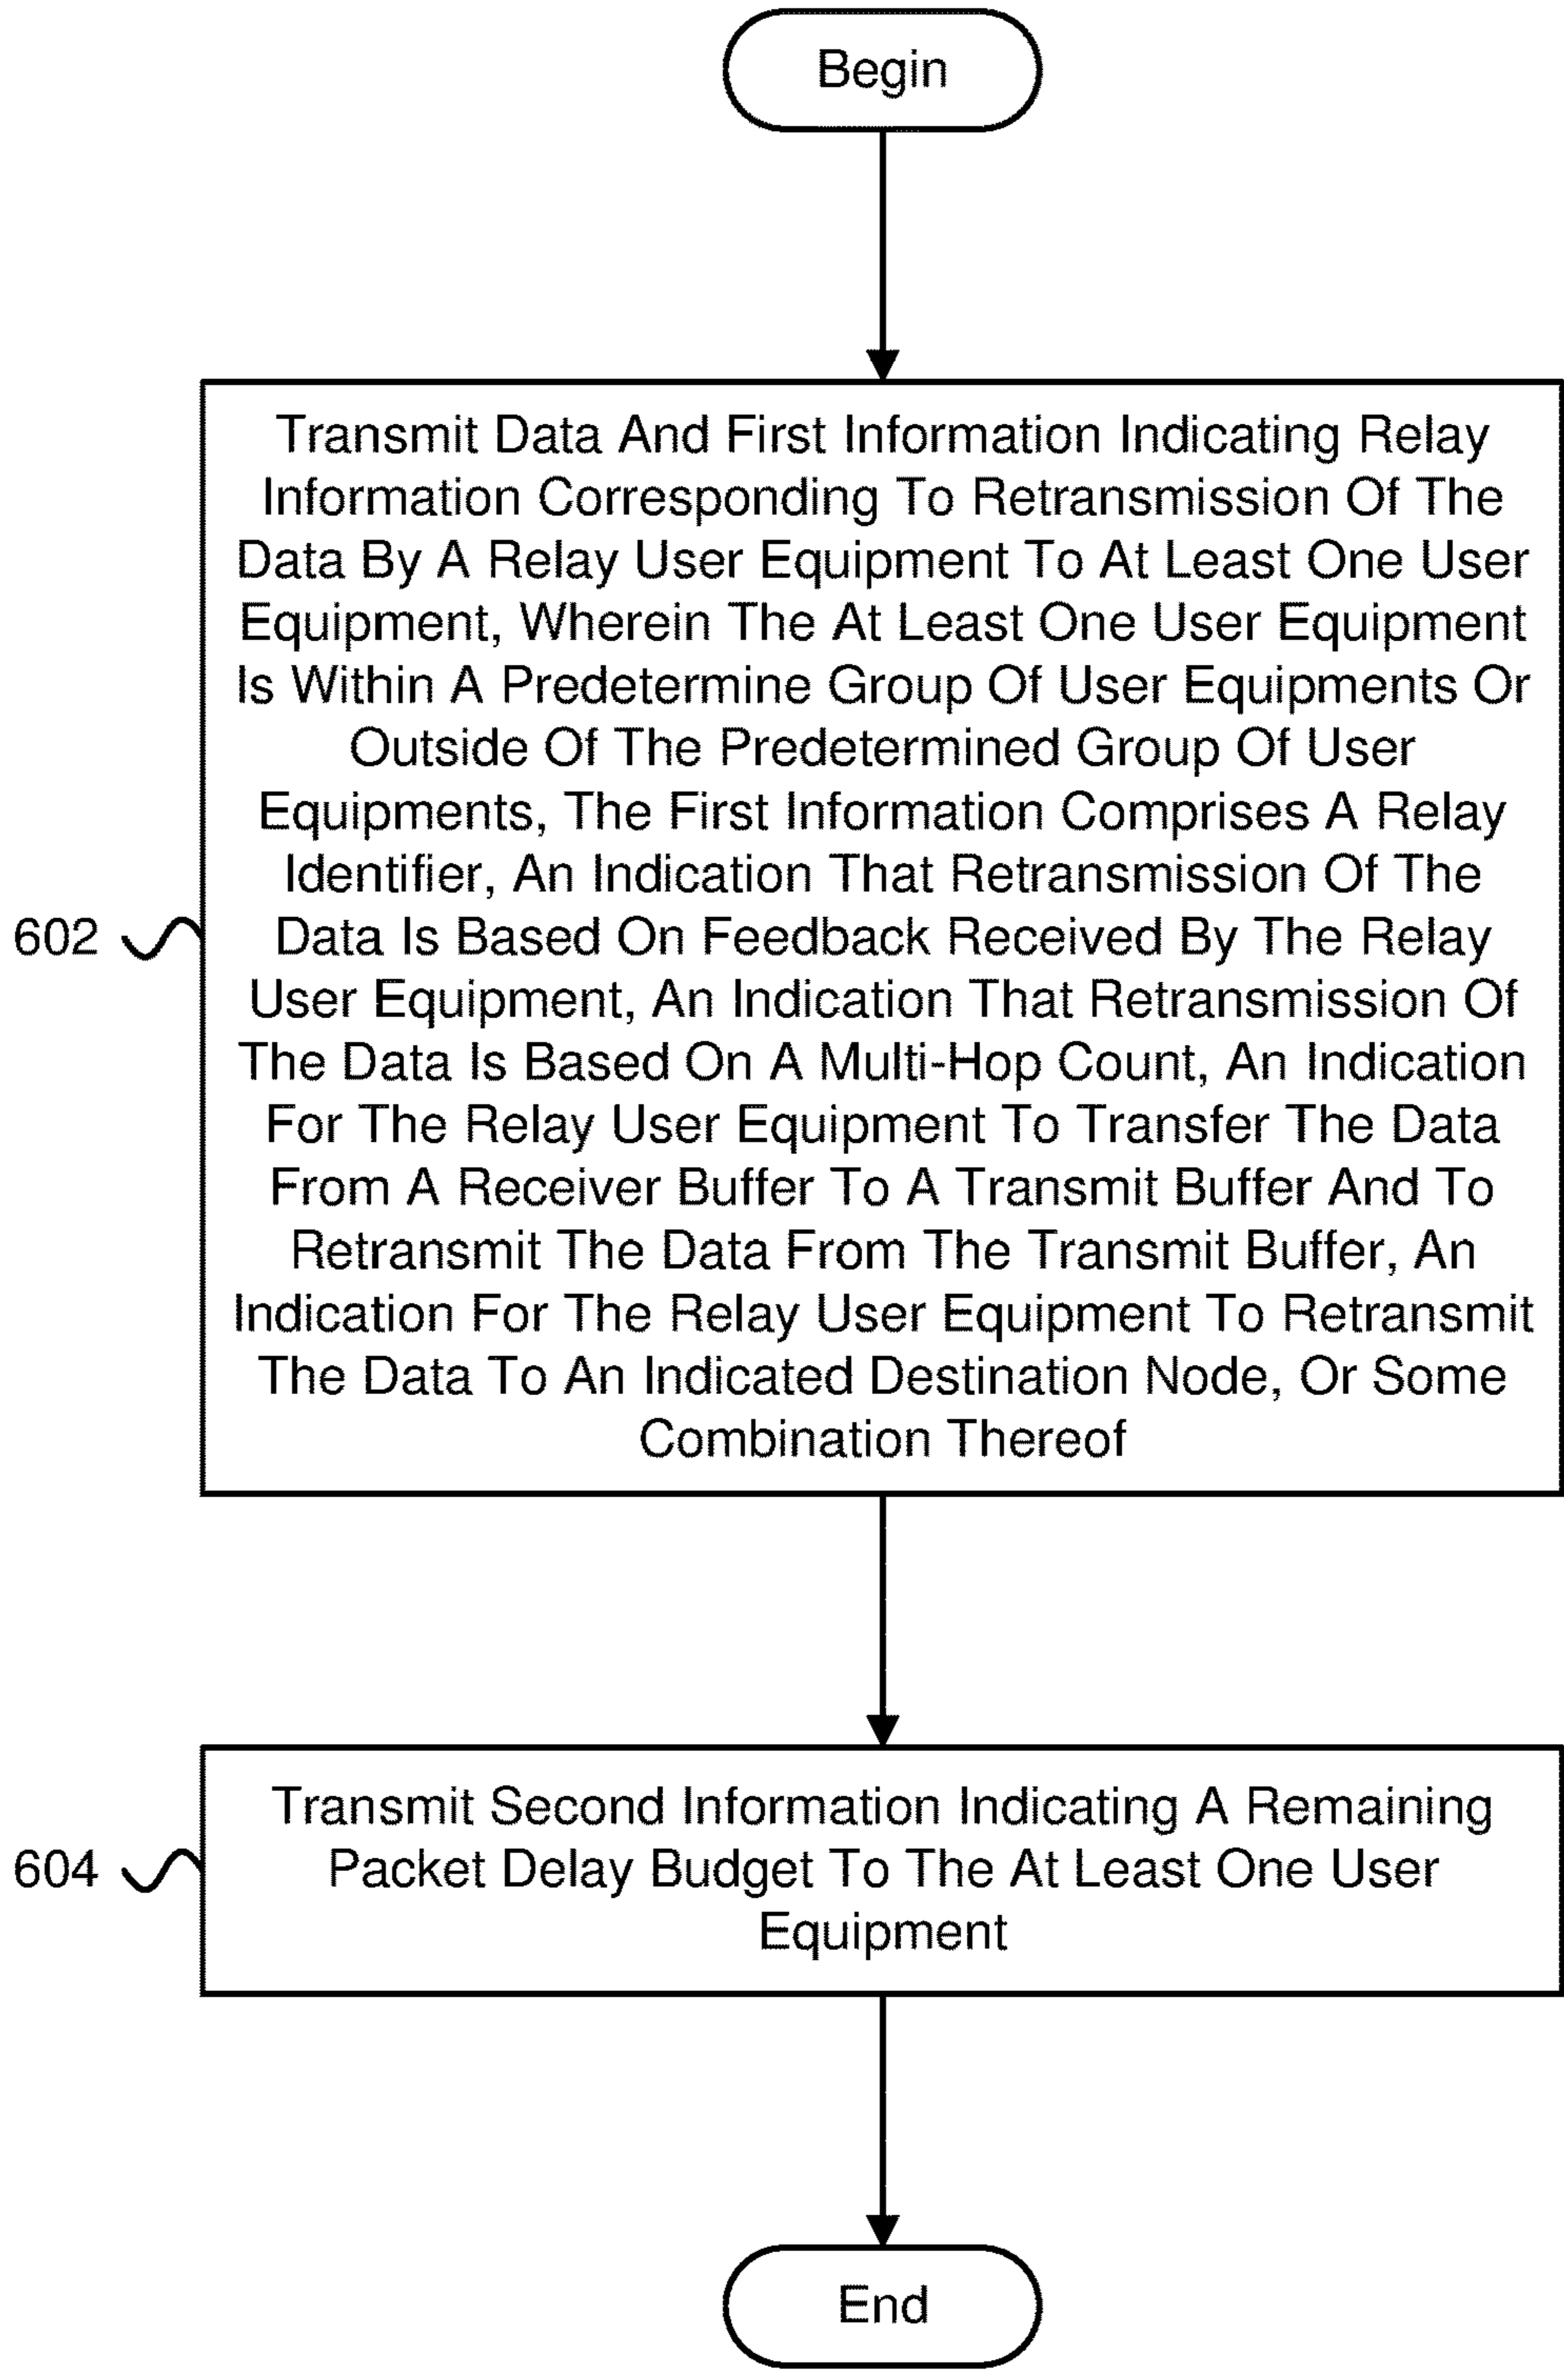 Begin
Transmit Data And First Information Indicating Relay
Information Corresponding To Retransmission Of The
Data By A Relay User Equipment To At Least One User
Equipment, Wherein The At Least One User Equipment
Is Within A Predetermine Group Of User Equipments Or
Outside Of The Predetermined Group Of User
Equipments, The First Information Comprises A Relay
Identifier, An Indication That Retransmission Of The
602
Data Is Based On Feedback Received By The Relay
User Equipment, An Indication That Retransmission Of
The Data Is Based On A Multi-Hop Count, An Indication
For The Relay User Equipment To Transfer The Data
From A Receiver Buffer To A Transmit Buffer And To
Retransmit The Data From The Transmit Buffer, An
Indication For The Relay User Equipment To Retransmit
The Data To An Indicated Destination Node, Or Some
Combination Thereof
Transmit Second Information Indicating A Remaining
604
Packet Delay Budget To The At Least One User
Equipment
End